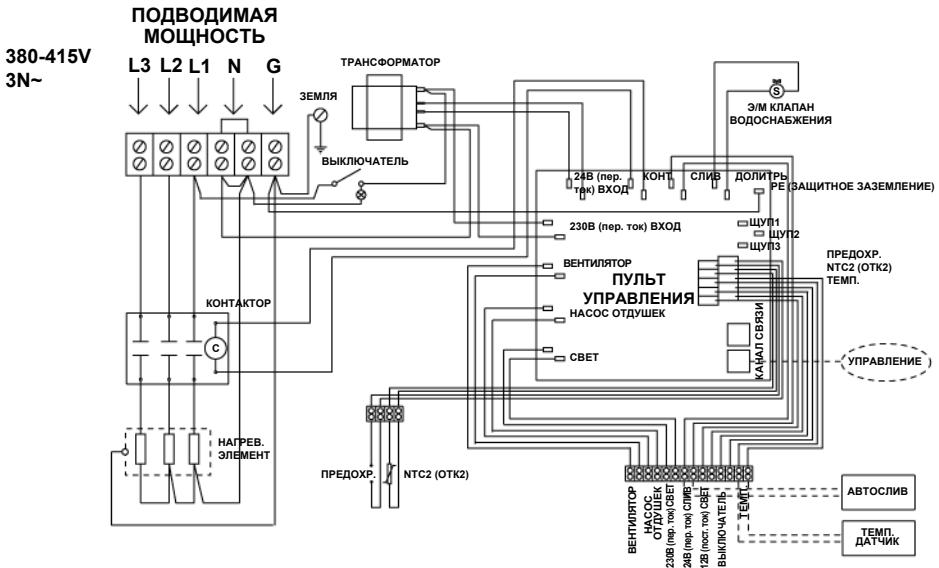 ПОДВОДИМАЯ
МОЩНОСТЬ
380-415V
3N~
L3 L2 L1 N G
ТРАНСФОРМАТОР
ЗЕМЛЯ
ВЫКЛЮЧАТЕЛЬ
S
Э/М КЛАПАН
ВОДОСНАБЖЕНИЯ
24В (пер.
ток) ВХОД
КОНТ.
СЛИВ
ДОЛИТЬ
PE (ЗАЩИТНОЕ ЗАЗЕМЛЕНИЕ)
230В (пер. ток) ВХОД
ЩУП1
ЩУП2
ЩУП3
ВЕНТИЛЯТОР
ПУЛЬТ
УПРАВЛЕНИЯ
НАСОС ОТДУШЕК
СВЕТ
ПРЕДОХР.
NTC2 (ОТК2)
ТЕМП.
КАНАЛ СВЯЗИ
УПРАВЛЕНИЕ
КОНТАКТОР
C
НАГРЕВ.
ЭЛЕМЕНТ
ПРЕДОХР.
NTC2 (ОТК2)
ВЕНТИЛЯТОР
НАСОС
ОТДУШЕК
230В (пер. ток) СВЕТ
24В (пер. ток) СЛИВ
12В (пост. ток) СВЕТ
ВЫКЛЮЧАТЕЛЬ
ТЕМП.
АВТОСЛИВ
ТЕМП.
ДАТЧИК